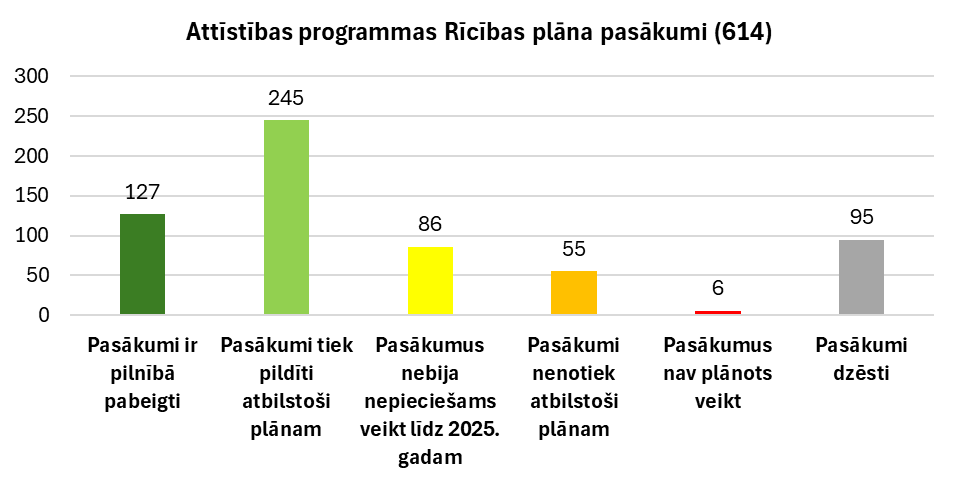 Attīstības programmas Rīcības plāna pasākumi (614)
300
250
200
150
100
50
0
127
245
86
55
6
95
Pasākumi ir
pilnībā
pabeigti
Pasākumi tiek
pildīti
atbilstoši
plānam
Pasākumus
nebija
nepieciešams
veikt līdz 2025.
gadam
Pasākumi
nenotiek
atbilstoši
plānam
Pasākumus
nav plānots
veikt
Pasākumi
dzēsti